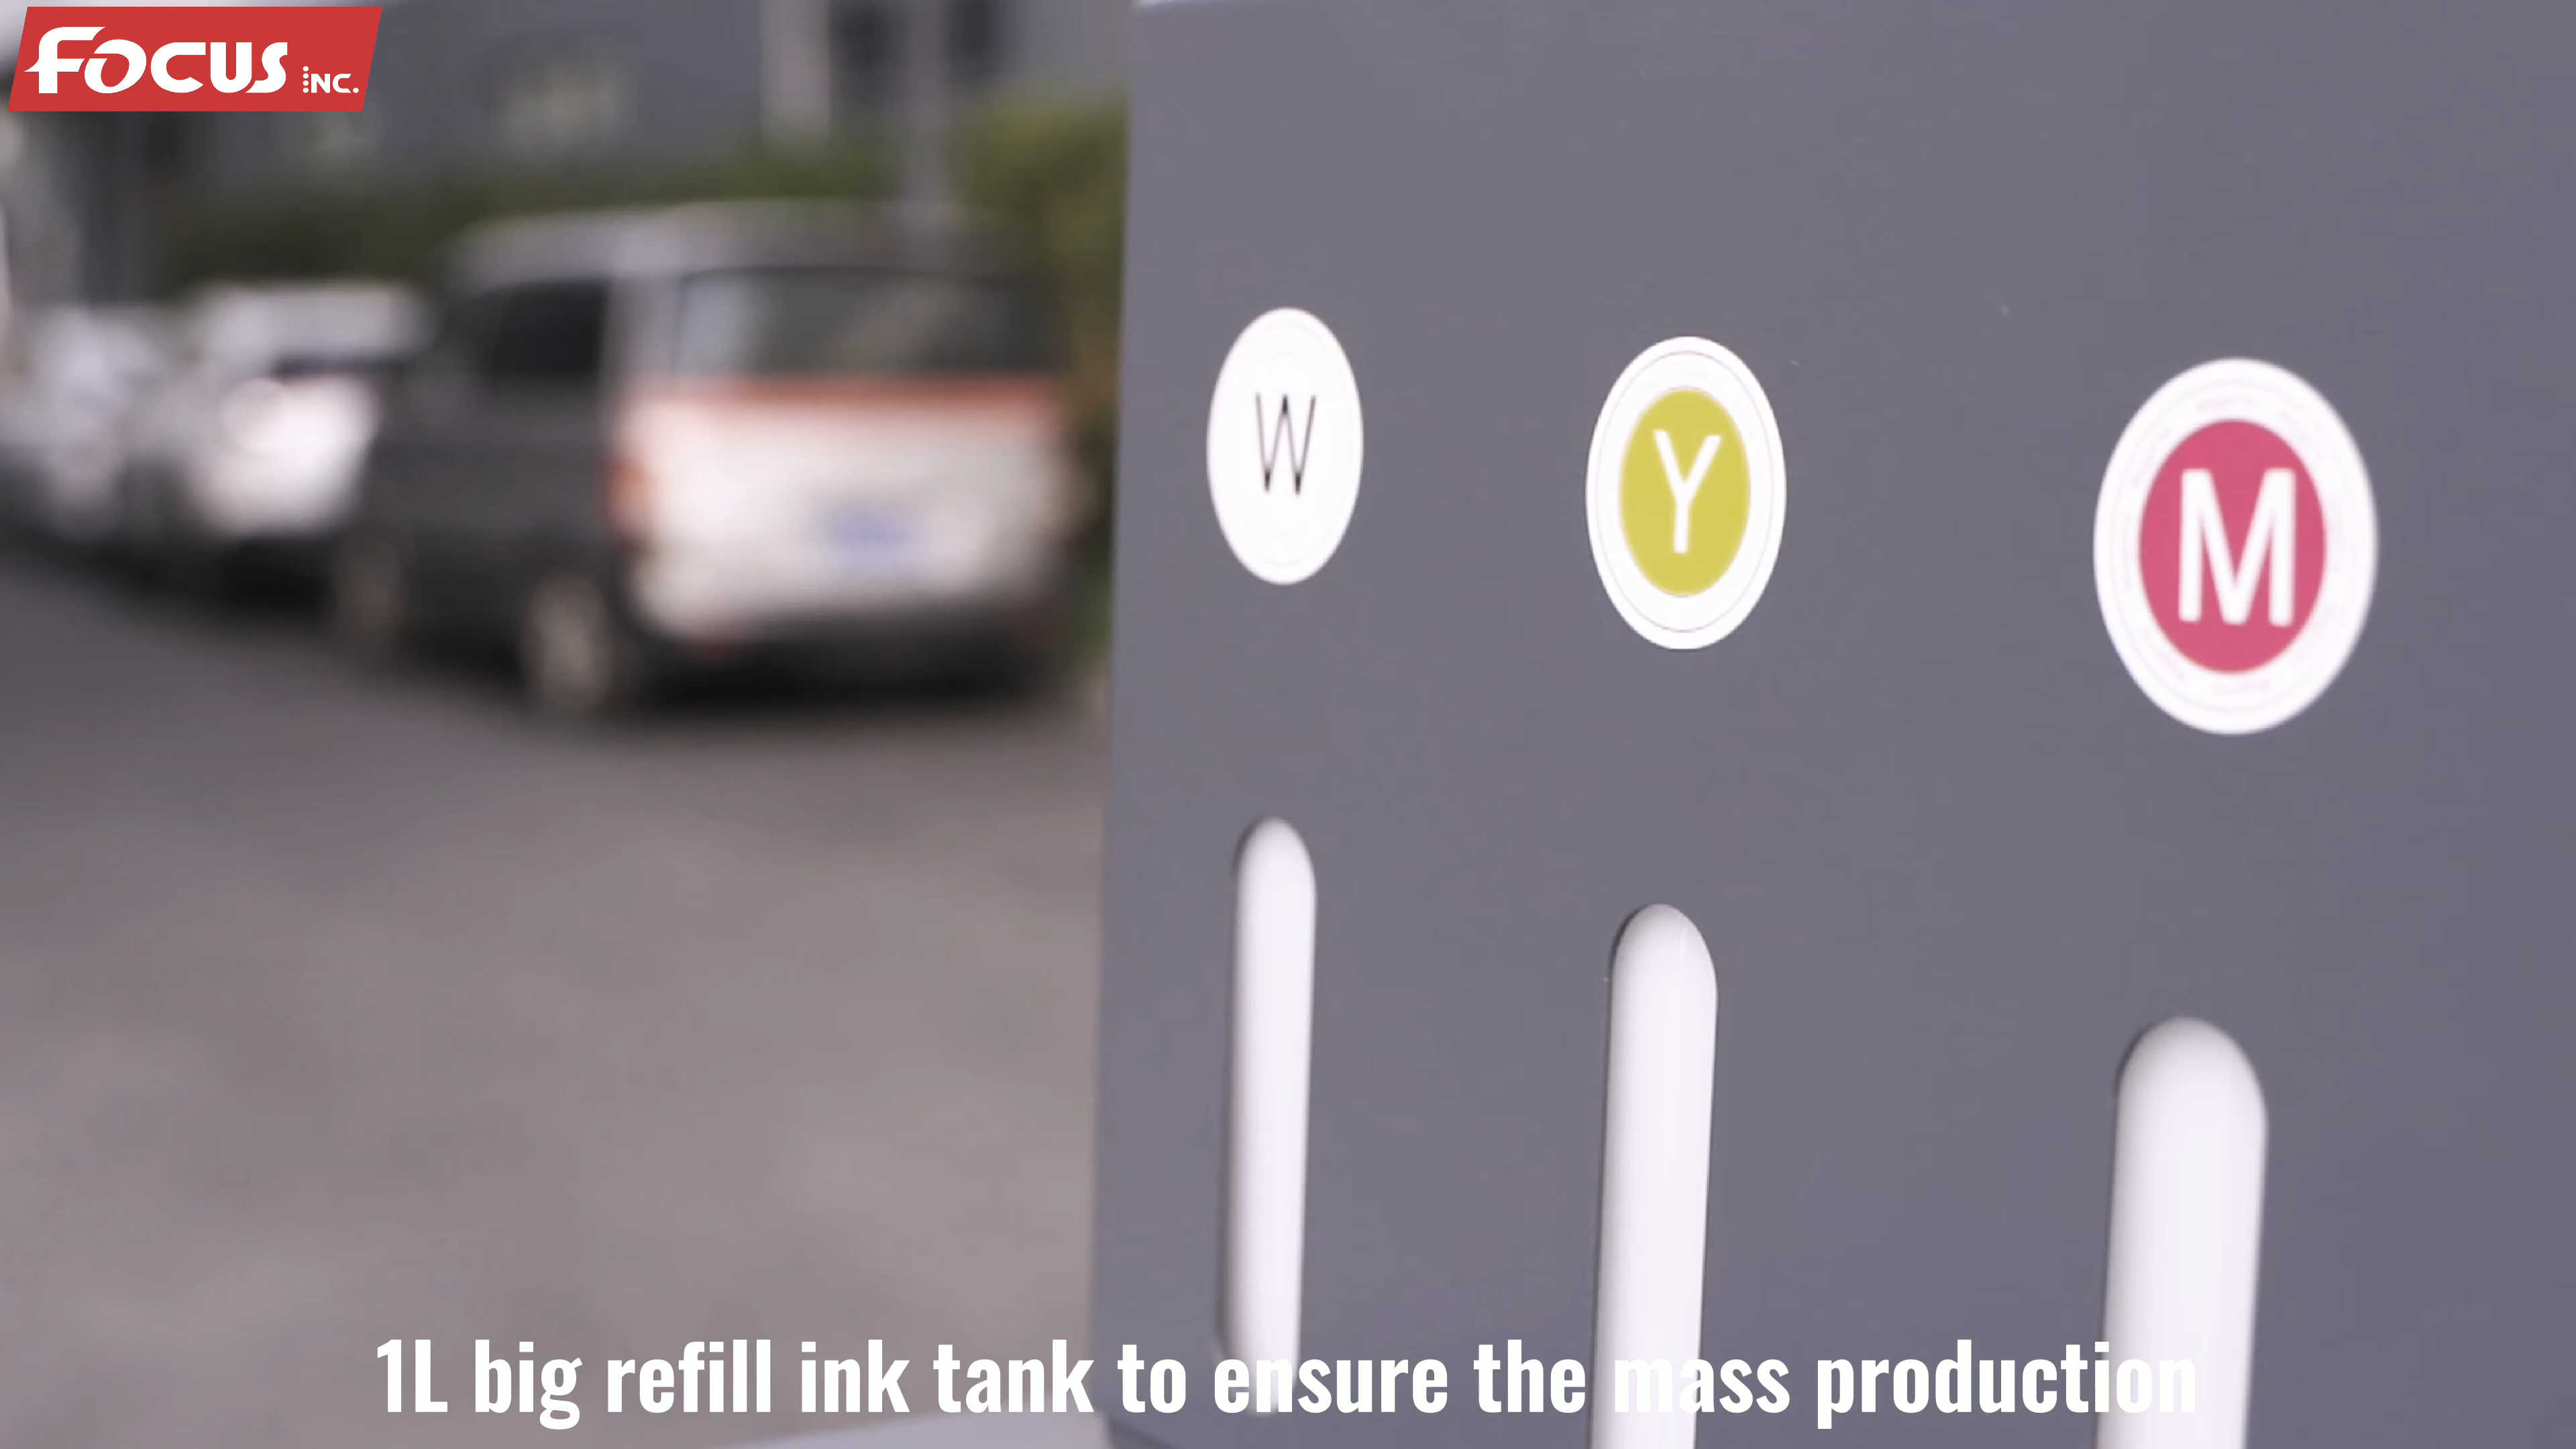 Focus INC.
W
Y
M
1L big refill ink tank to ensure the mass production